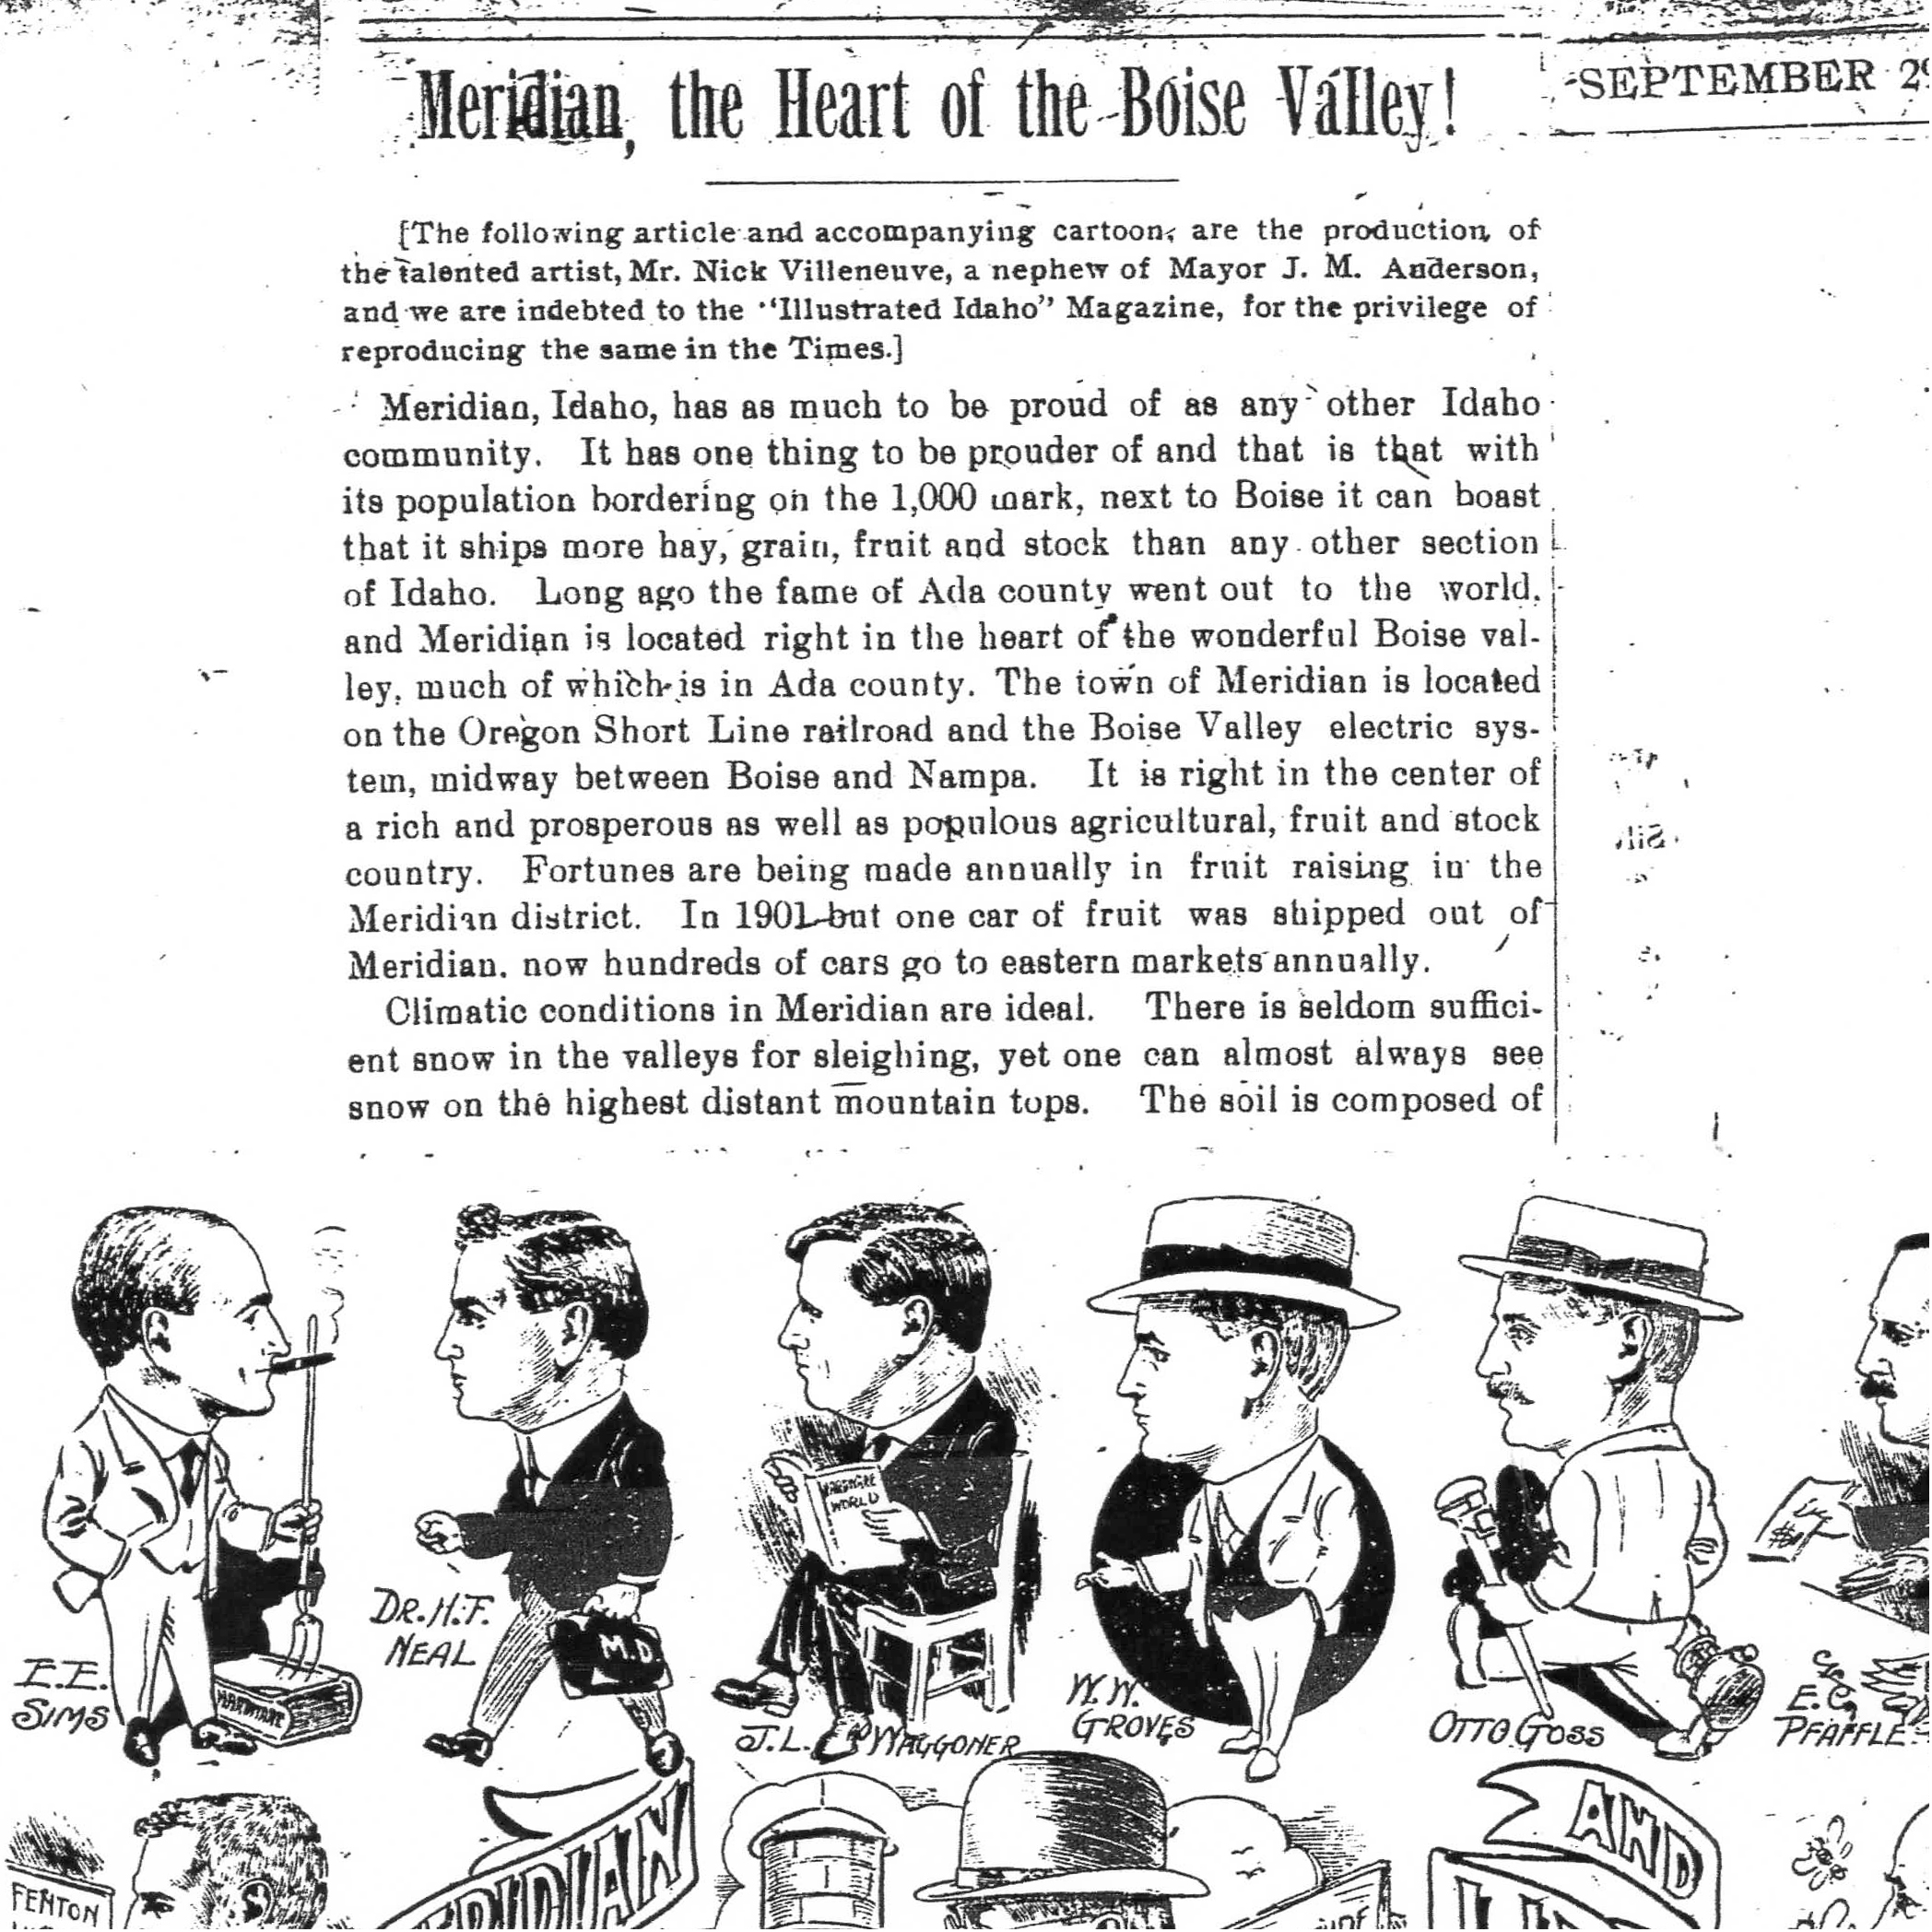 Meridian, the Heart of the Boise Valley!
SEPTEMBER 29
[The following article and accompanying cartoon, are the production of
the talented artist, Mr. Nick Villeneuve, a nephew of Mayor J. M. Anderson,
and we are indebted to the "Illustrated Idaho" Magazine, for the privilege of
reproducing the same in the Times.]
Meridian, Idaho, has as much to be proud of as any other Idaho
community. It has one thing to be prouder of and that is that with
its population bordering on the 1,000 mark, next to Boise it can boast
that it ships more hay, grain, fruit and stock than any other section
of Idaho. Long ago the fame of Ada county went out to the world,
and Meridian is located right in the heart of the wonderful Boise val-
ley, much of which is in Ada county. The town of Meridian is located
on the Oregon Short Line railroad and the Boise Valley electric sys-
tem, midway between Boise and Nampa. It is right in the center of
a rich and prosperous as well as populous agricultural, fruit and stock
country. Fortunes are being made annually in fruit raising in the
Meridian district. In 1901 but one car of fruit was shipped out of
Meridian. now hundreds of cars go to eastern markets annually.
Climatic conditions in Meridian are ideal. There is seldom suffici-
ent snow in the valleys for sleighing, yet one can almost always see
snow on the highest distant mountain tops. The soil is composed of
HARDWARE
WORLD
$
M.D.
HARDWARE
E.E.
SIMS
DR. H. F.
NEAL
J. L. WAGGONER
W. W.
GROVES
OTTO GOSS
E. C.
PFAFFLE
FENTON
MERIDIAN
AND